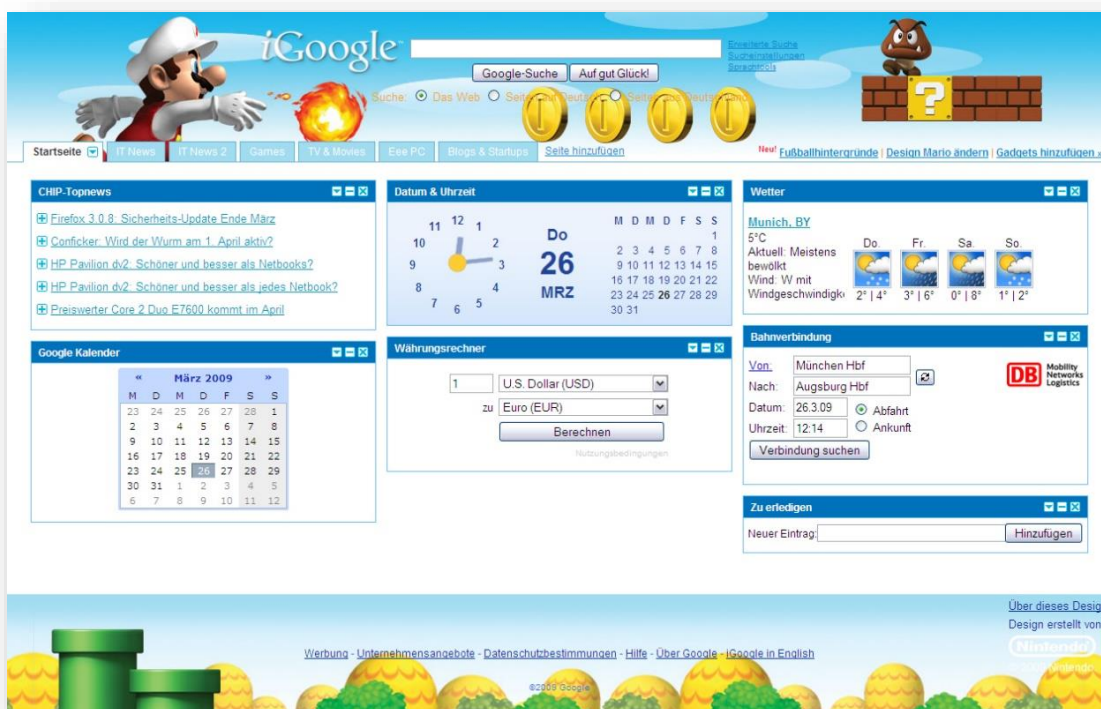 iGoogle
Erweiterte Suche
Sucheinstellungen
Sprachtools
Google-Suche Auf gut Glück!
Suche: Das Web Seiten auf Deutsch Seiten aus Deutschland
Startseite IT News IT News 2 Games TV & Movies Eee PC Blogs & Startups Seite hinzufügen
Neu! Fußballhintergründe | Design Mario ändern | Gadgets hinzufügen »
CHIP-Topnews
Firefox 3.0.8: Sicherheits-Update Ende März
Conficker: Wird der Wurm am 1. April aktiv?
HP Pavilion dv2: Schöner und besser als Netbooks?
HP Pavilion dv2: Schöner und besser als jedes Netbook?
Preiswerter Core 2 Duo E7600 kommt im April
Google Kalender
« März 2009 »
M D M D F S S
23 24 25 26 27 28 1
2 3 4 5 6 7 8
9 10 11 12 13 14 15
16 17 18 19 20 21 22
23 24 25 26 27 28 29
30 31 1 2 3 4 5
6 7 8 9 10 11 12
Datum & Uhrzeit
12 1 2 3 4 5 6 7 8 9 10 11
Do
26
MRZ
M D M D F S S
1
2 3 4 5 6 7 8
9 10 11 12 13 14 15
16 17 18 19 20 21 22
23 24 25 26 27 28 29
30 31
Währungsrechner
1 U.S. Dollar (USD)
zu Euro (EUR)
Berechnen
Nutzungsbedingungen
Wetter
Munich, BY
5°C
Aktuell: Meistens
bewölkt
Wind: W mit
Windgeschwindigk
Do. Fr. Sa. So.
2° | 4° 3° | 6° 0° | 8° 1° | 2°
Bahnverbindung
Von: München Hbf
Nach: Augsburg Hbf
Datum: 26.3.09 Abfahrt
Uhrzeit: 12:14 Ankunft
Verbindung suchen
DB Mobility
Networks
Logistics
Zu erledigen
Neuer Eintrag: Hinzufügen
Über dieses Desig
Design erstellt von
Nintendo
© 2009 Nintendo
Werbung - Unternehmensangebote - Datenschutzbestimmungen - Hilfe - Über Google - iGoogle in English
©2009 Google